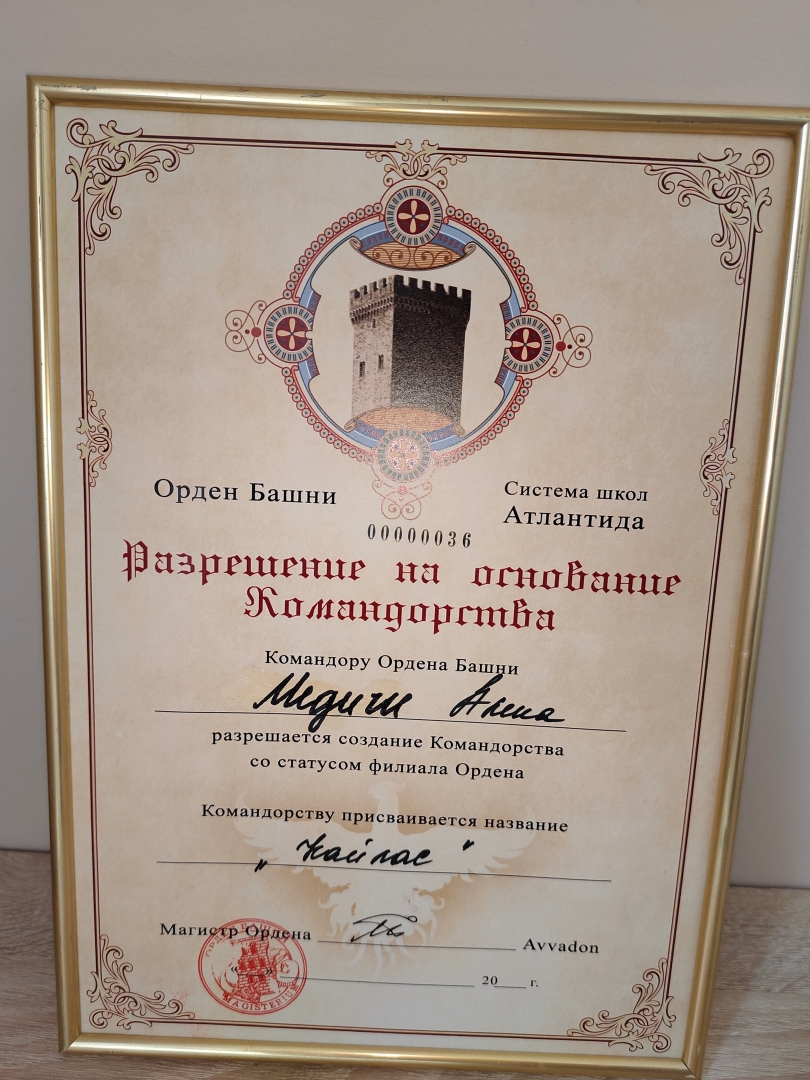 Орден Башни
Система школ
Атлантида
00000036
Разрешение на основание
Командорства
Командору Ордена Башни
Медичи Анна
разрешается создание Командорства
со статусом филиала Ордена
Командорству присваивается название
„Кайлас"
Магистр Ордена Avvadon
« » 20 г.
MAGISTERIUM